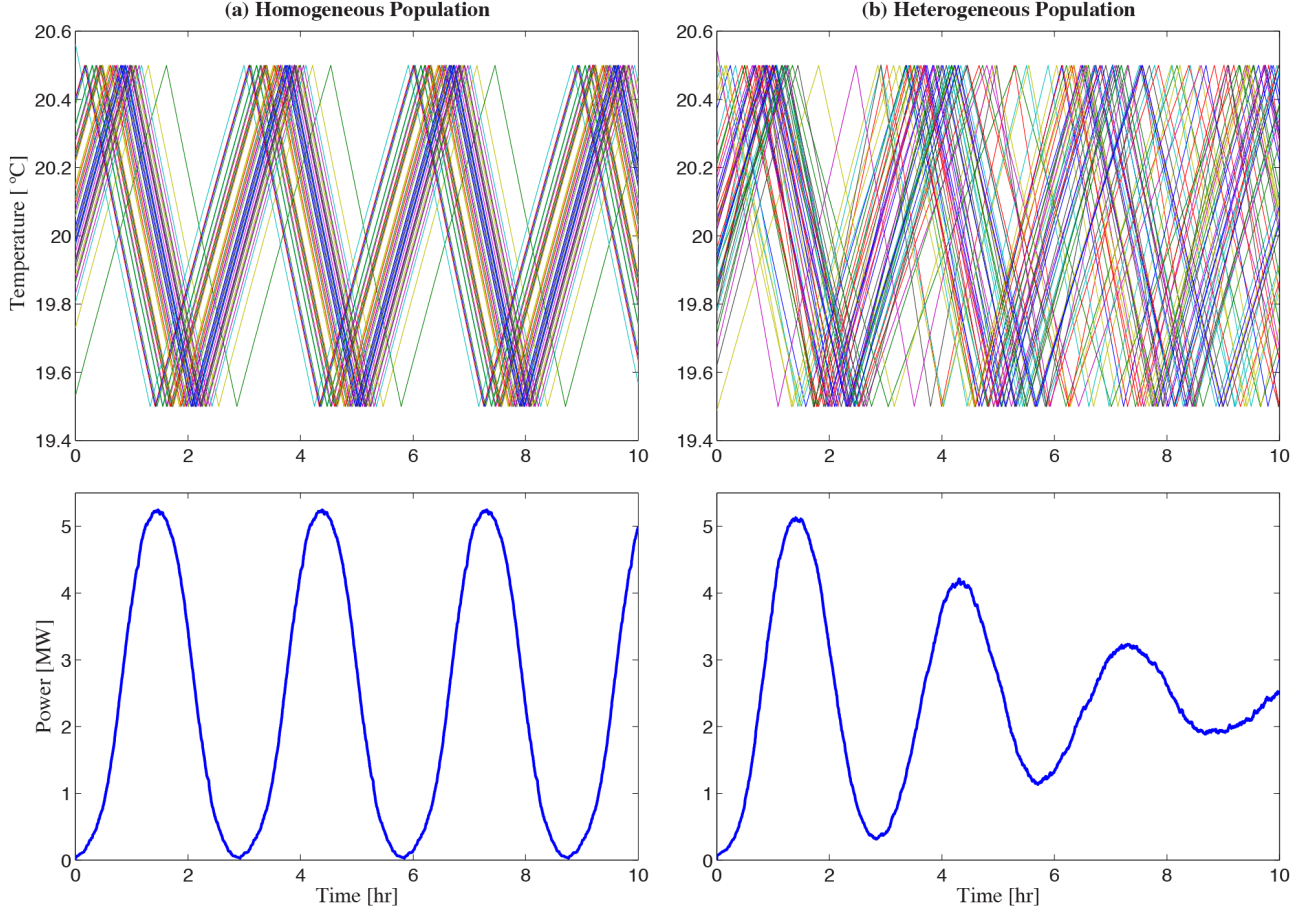 (a) Homogeneous Population
(b) Heterogeneous Population
20.6
20.4
20.2
20
19.8
19.6
19.4
Temperature [ °C]
0 2 4 6 8 10
20.6
20.4
20.2
20
19.8
19.6
19.4
0 2 4 6 8 10
5
4
3
2
1
0
Power [MW]
0 2 4 6 8 10
Time [hr]
5
4
3
2
1
0
0 2 4 6 8 10
Time [hr]